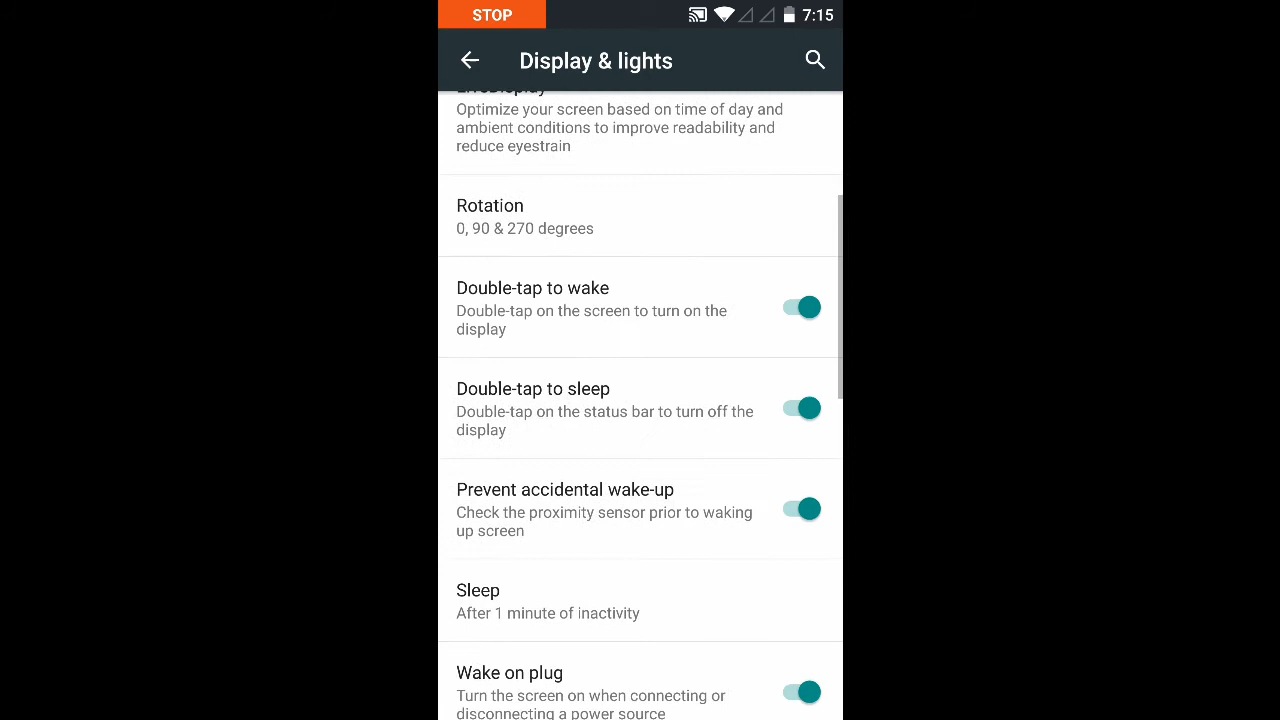 STOP
7:15
Display & lights
LiveDisplay
Optimize your screen based on time of day and
ambient conditions to improve readability and
reduce eyestrain
Rotation
0, 90 & 270 degrees
Double-tap to wake
Double-tap on the screen to turn on the
display
Double-tap to sleep
Double-tap on the status bar to turn off the
display
Prevent accidental wake-up
Check the proximity sensor prior to waking
up screen
Sleep
After 1 minute of inactivity
Wake on plug
Turn the screen on when connecting or
disconnecting a power source